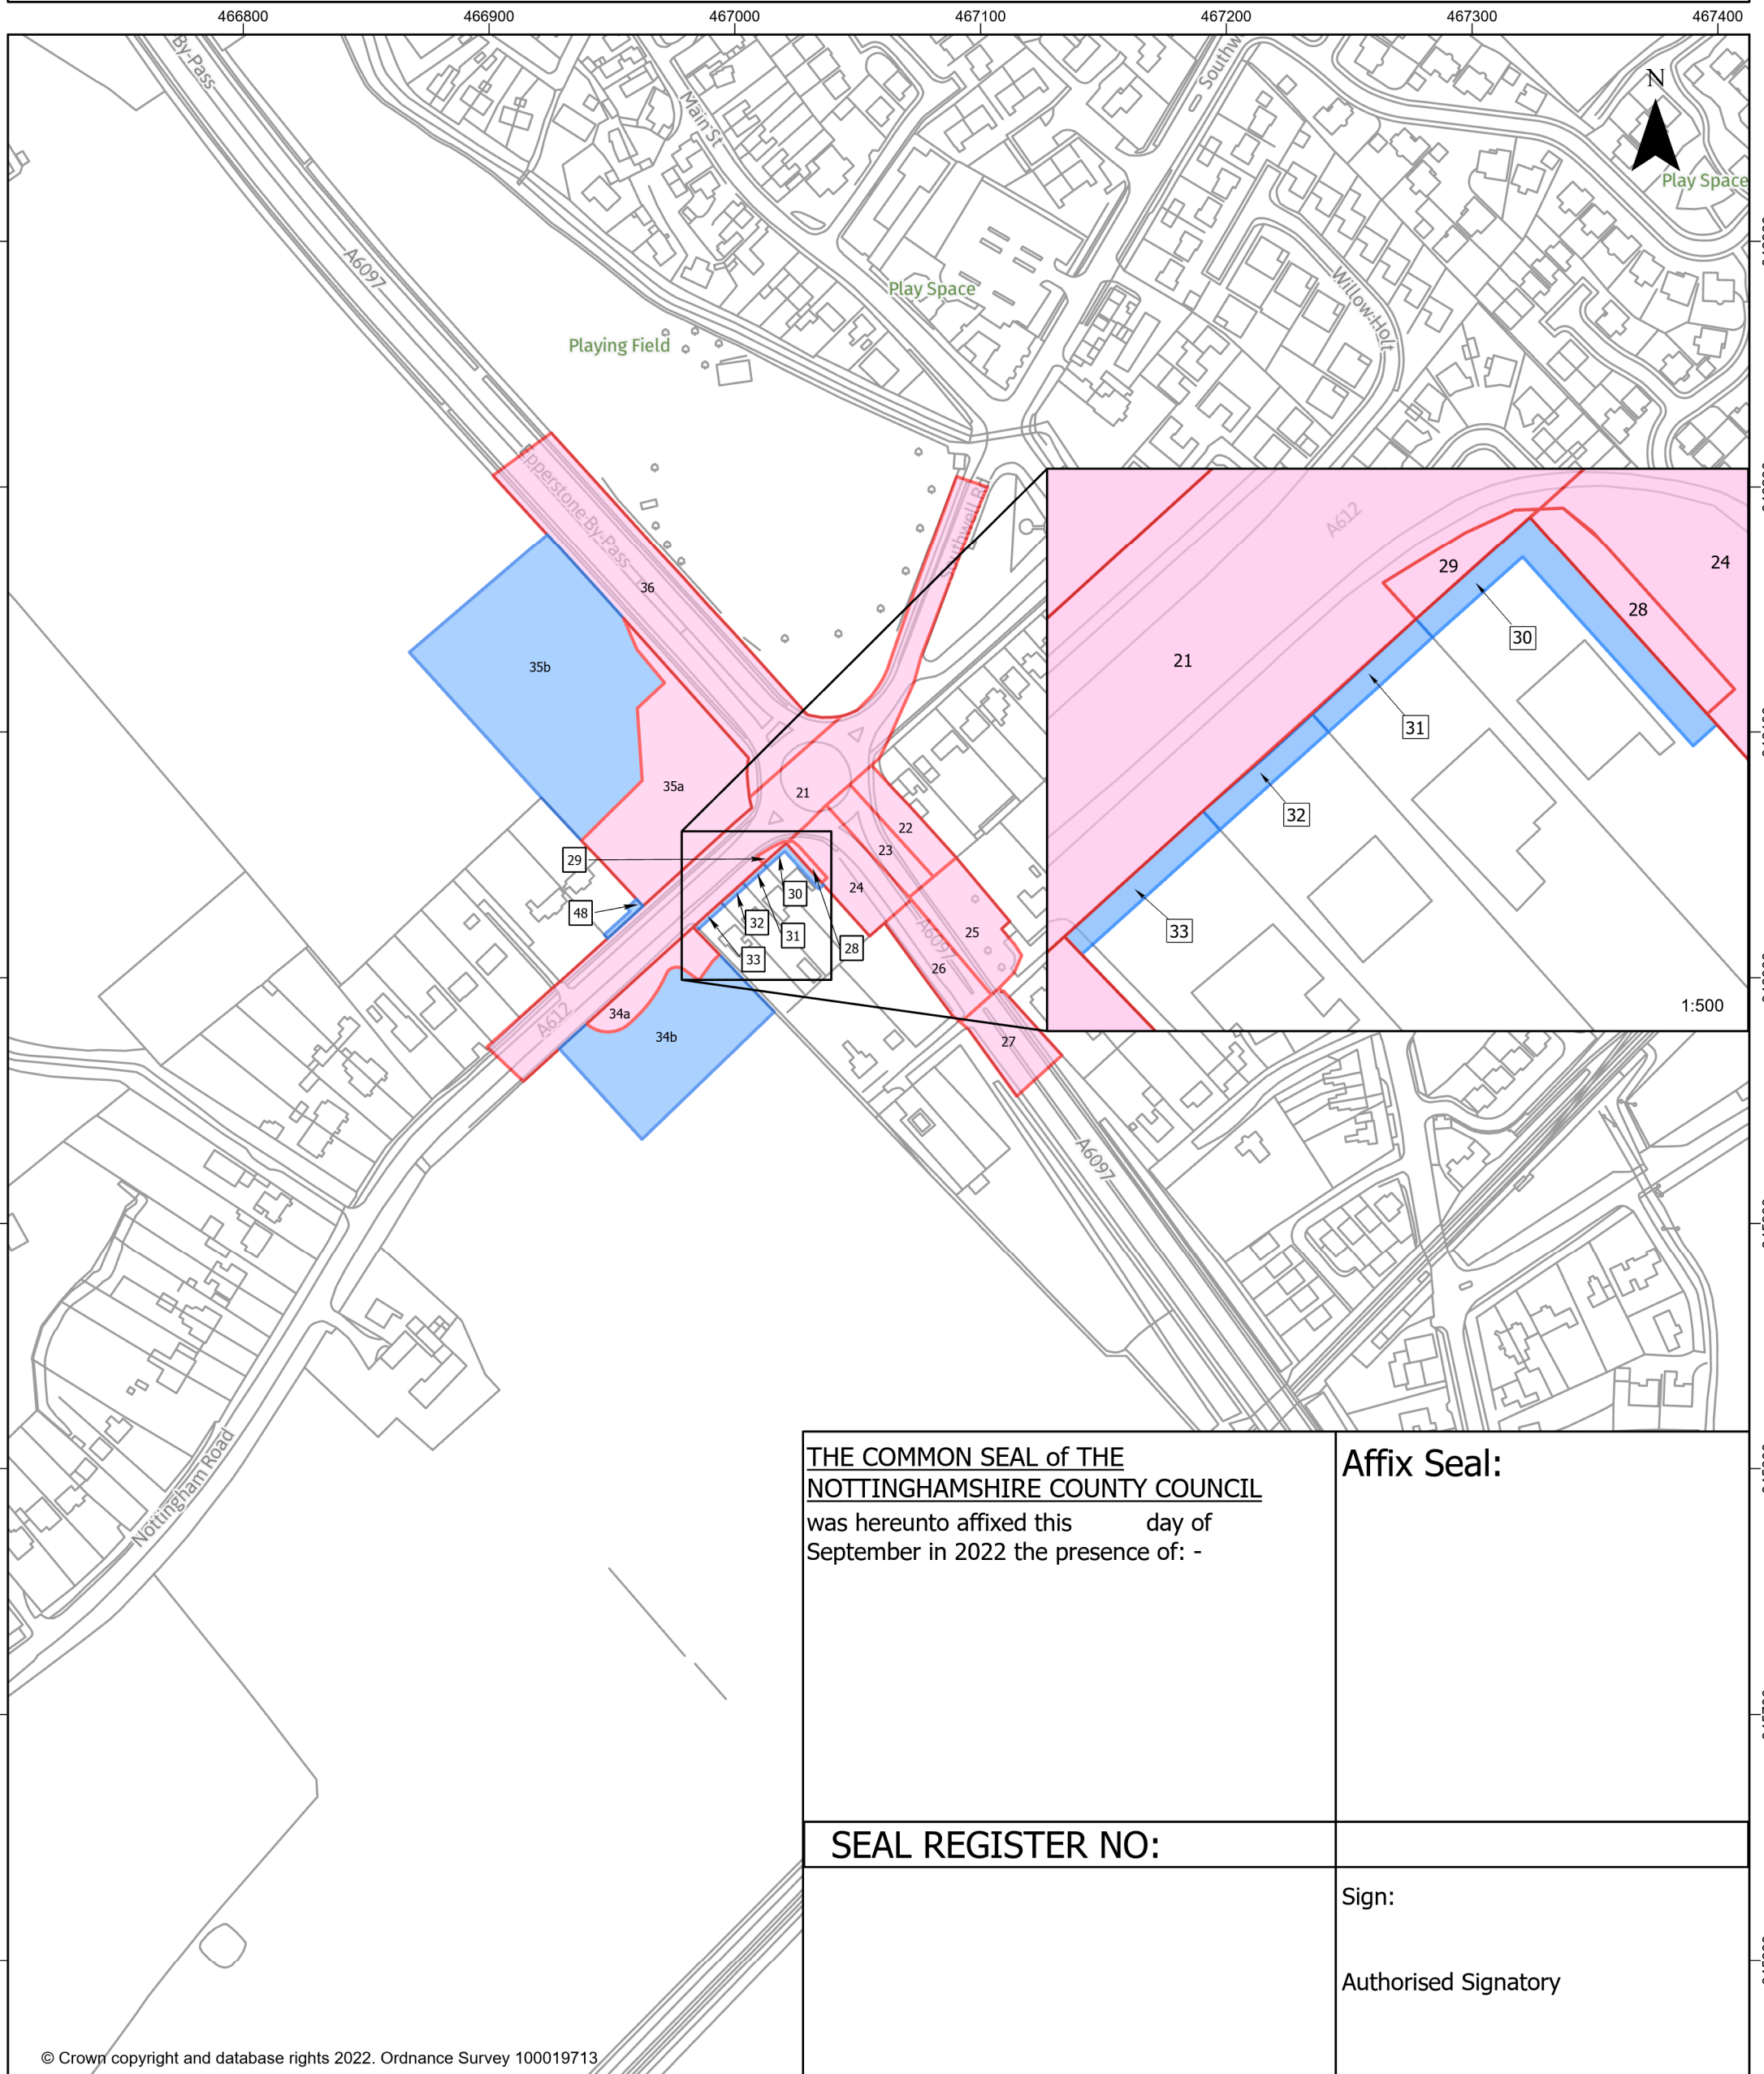 466800 466900 467000 467100 467200 467300 467400
By-Pass
Main St
Southw
N
Play Space
A6097
Play Space
Willow Holt
Playing Field
Epperstone By-Pass
Southwell Rd
36
35b
35a
21
22
23
24
29
48
30
32
31
33
28
25
26
A6097
A612
34a
34b
27
A612
29
24
28
30
21
31
32
33
1:500
A6097
Nottingham Road
THE COMMON SEAL of THE
NOTTINGHAMSHIRE COUNTY COUNCIL
was hereunto affixed this day of
September in 2022 the presence of: -
Affix Seal:
SEAL REGISTER NO:
Sign:
Authorised Signatory
© Crown copyright and database rights 2022. Ordnance Survey 100019713